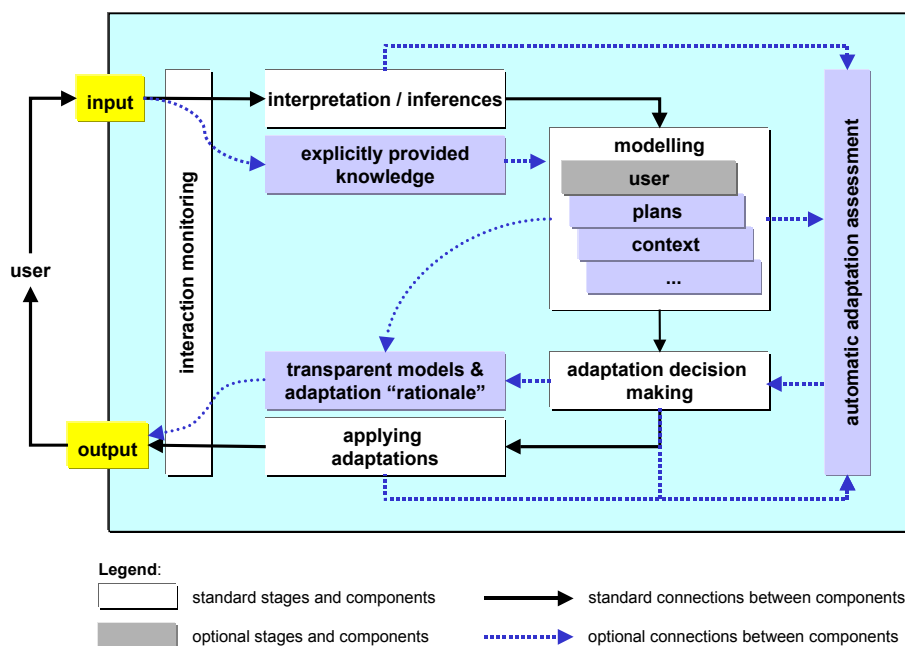 input
interpretation / inferences
explicitly provided
knowledge
modelling
user
plans
context
...
user
interaction monitoring
automatic adaptation assessment
transparent models &
adaptation “rationale”
adaptation decision
making
output
applying
adaptations
Legend:
standard stages and components
standard connections between components
optional stages and components
optional connections between components